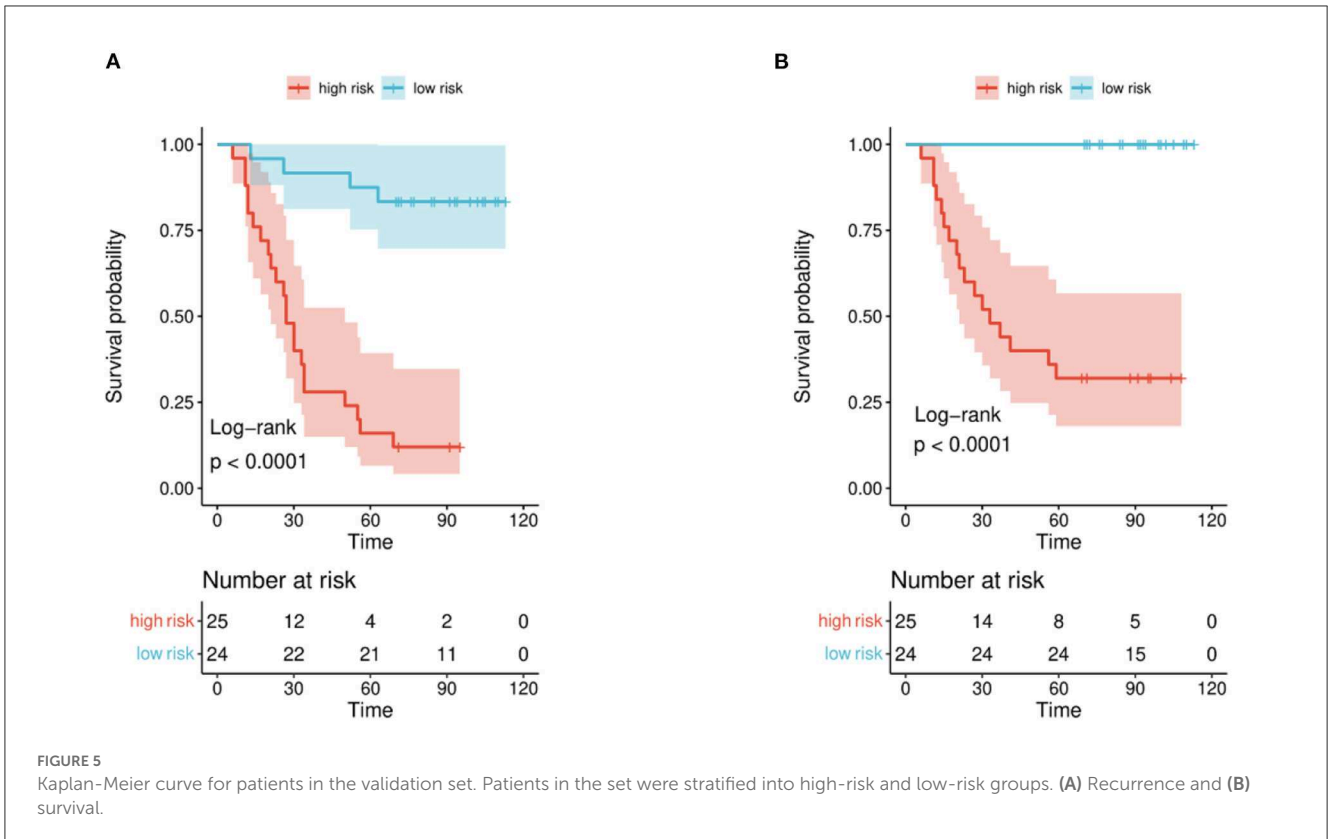 A
high risk low risk
1.00
0.75
0.50
0.25
0.00
Survival probability
Log-rank
p < 0.0001
0 30 60 90 120
Time
Number at risk
high risk 25 12 4 2 0
low risk 24 22 21 11 0
0 30 60 90 120
Time
B
high risk low risk
1.00
0.75
0.50
0.25
0.00
Survival probability
Log-rank
p < 0.0001
0 30 60 90 120
Time
Number at risk
high risk 25 14 8 5 0
low risk 24 24 24 15 0
0 30 60 90 120
Time
FIGURE 5
Kaplan-Meier curve for patients in the validation set. Patients in the set were stratified into high-risk and low-risk groups. (A) Recurrence and (B)
survival.